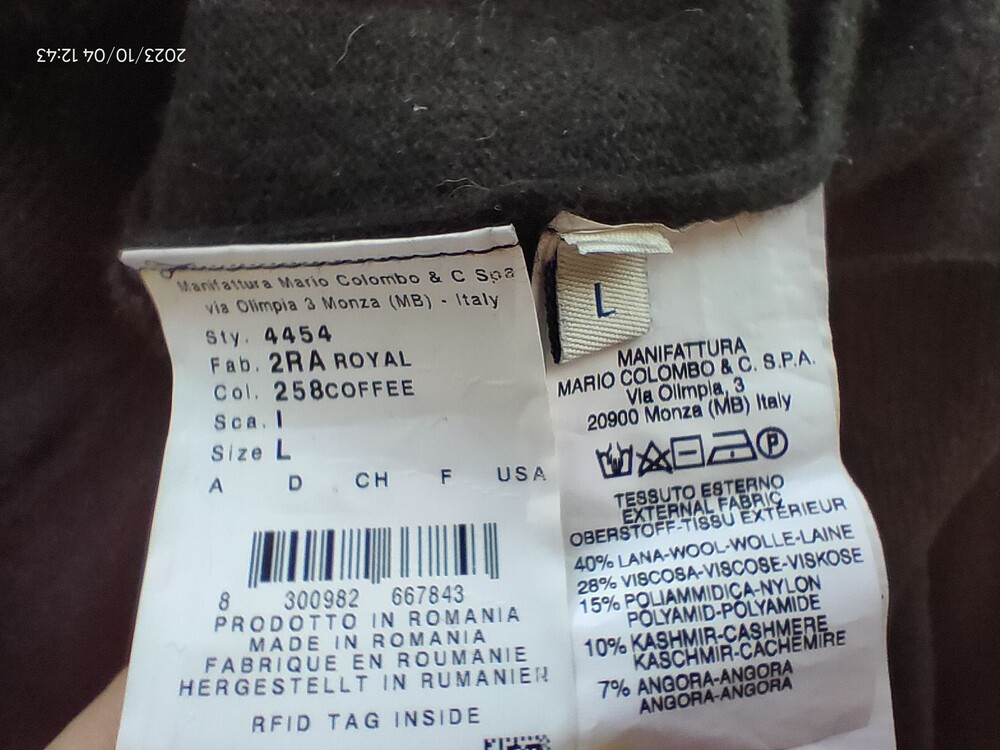 2023/10/04 12:43
Manifattura Mario Colombo & C Spa
via Olimpia 3 Monza (MB) - Italy
Sty. 4454
Fab. 2RA ROYAL
Col. 258COFFEE
Sca. I
Size L
A D CH F USA
8 300982 667843
PRODOTTO IN ROMANIA
MADE IN ROMANIA
FABRIQUE EN ROUMANIE
HERGESTELLT IN RUMANIEN
RFID TAG INSIDE
L
MANIFATTURA
MARIO COLOMBO & C. S.P.A.
Via Olimpia, 3
20900 Monza (MB) Italy
P
TESSUTO ESTERNO
EXTERNAL FABRIC
OBERSTOFF-TISSU EXTÉRIEUR
40% LANA-WOOL-WOLLE-LAINE
28% VISCOSA-VISCOSE-VISKOSE
15% POLIAMMIDICA-NYLON
POLYAMID-POLYAMIDE
10% KASHMIR-CASHMERE
KASCHMIR-CACHEMIRE
7% ANGORA-ANGORA
ANGORA-ANGORA